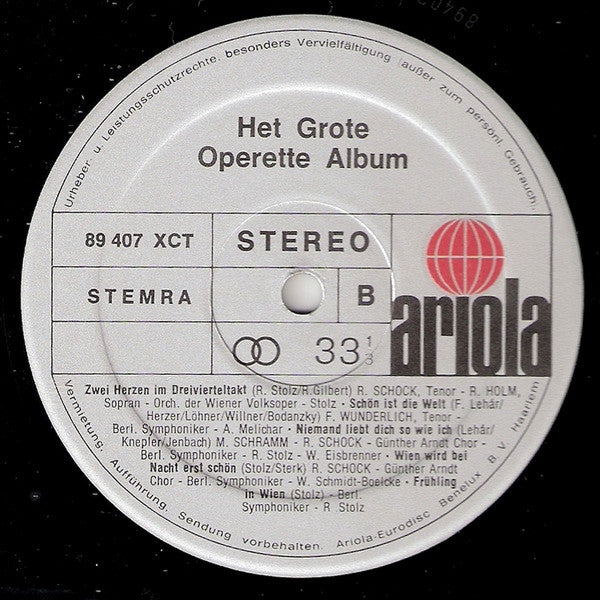 Urheber u. Leistungsschutzrechte, besonders Vervielfältigung außer zum persönl. Gebrauch.
Het Grote
Operette Album
89 407 XCT
STEREO
STEMRA
B
ariola
33 1/3
Zwei Herzen im Dreivierteltakt (R. Stolz/R.Gilbert) R. SCHOCK, Tenor - R. HOLM,
Sopran - Orch. der Wiener Volksoper - Stolz · Schön ist die Welt (F. Lehár/
Herzer/Löhner/Willner/Bodanzky) F. WUNDERLICH, Tenor -
Berl. Symphoniker - A. Melichar · Niemand liebt dich so wie ich (Lehár/
Knepler/Jenbach) M. SCHRAMM - R. SCHOCK - Günther Arndt Chor -
Berl. Symphoniker - R. Stolz - W. Eisbrenner · Wien wird bei
Nacht erst schön (Stolz/Sterk) R. SCHOCK - Günther Arndt
Chor - Berl. Symphoniker - W. Schmidt-Boelcke · Frühling
in Wien (Stolz) - Berl.
Symphoniker - R Stolz
Vermietung. Aufführung. Sendung vorbehalten. Ariola-Eurodisc Benelux B. V. Haarlem